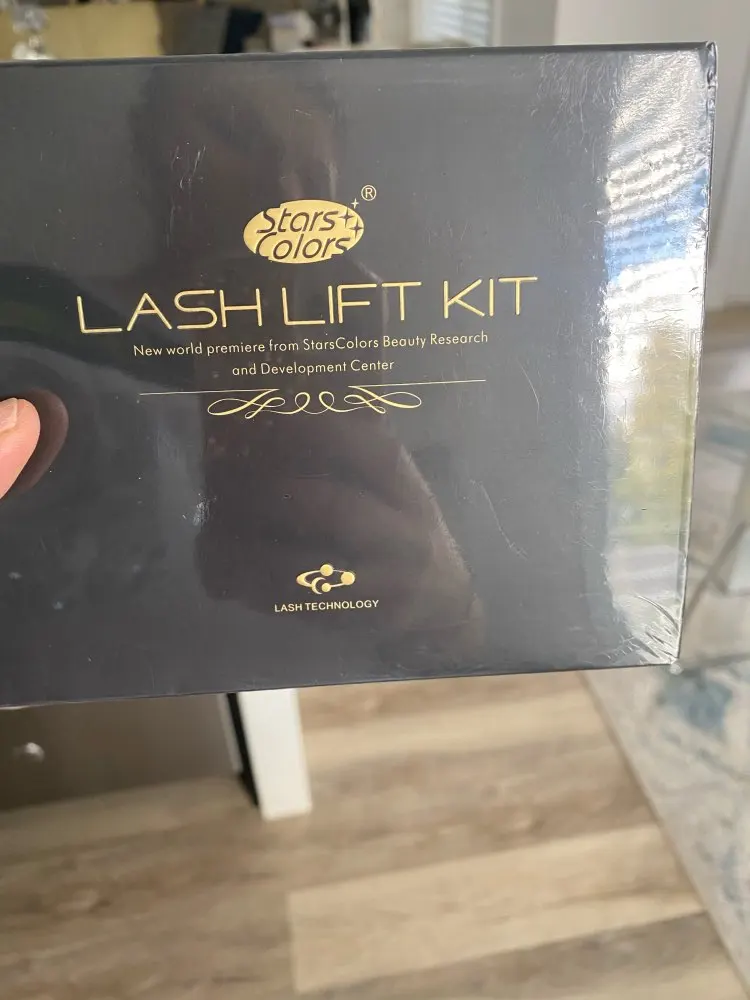 Stars
Colors
®
LASH LIFT KIT
New world premiere from StarsColors Beauty Research
and Development Center
LASH TECHNOLOGY